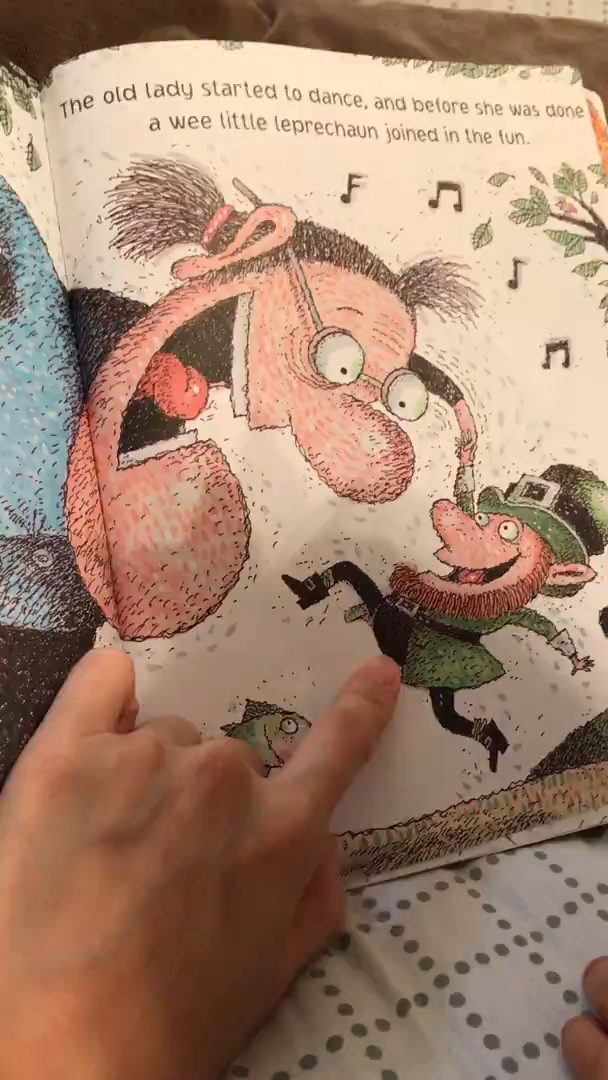 The old lady started to dance, and before she was done
a wee little leprechaun joined in the fun.